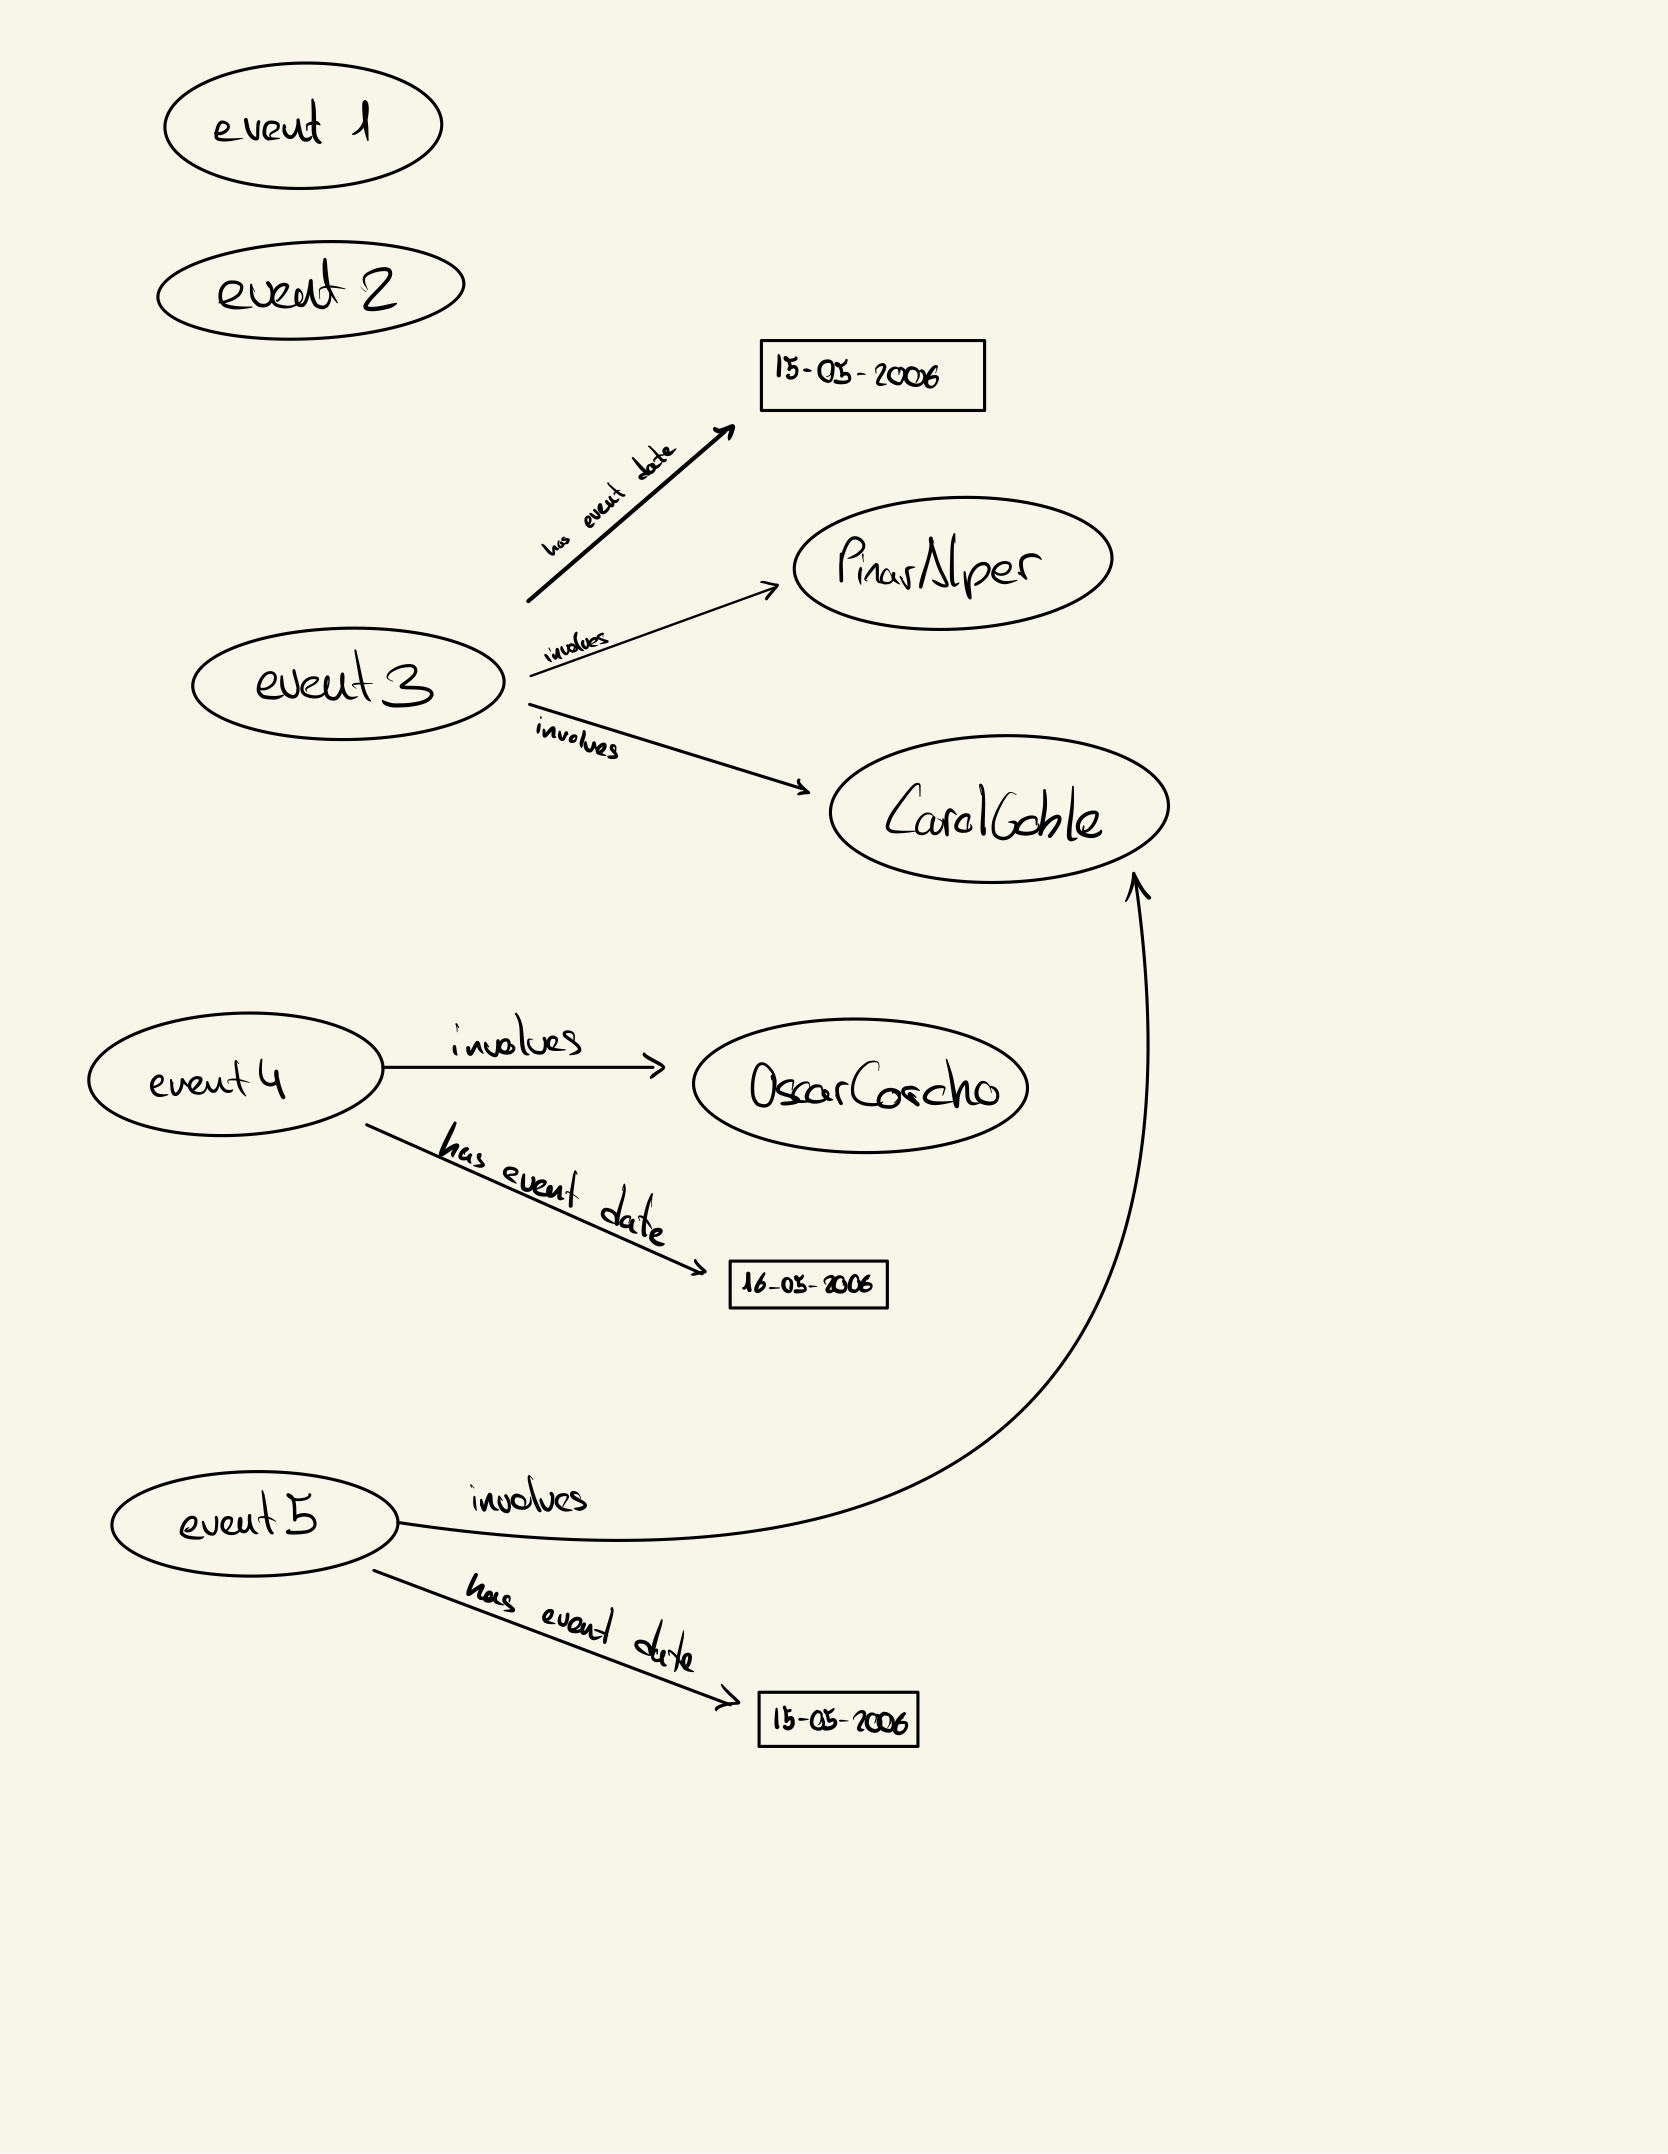 event 1
event 2
15-05-2006
has event date
PinarAlper
involves
event 3
involves
CarolGoble
involves
event 4
OscarCorcho
has event date
16-05-2006
involves
event 5
has event date
15-05-2006